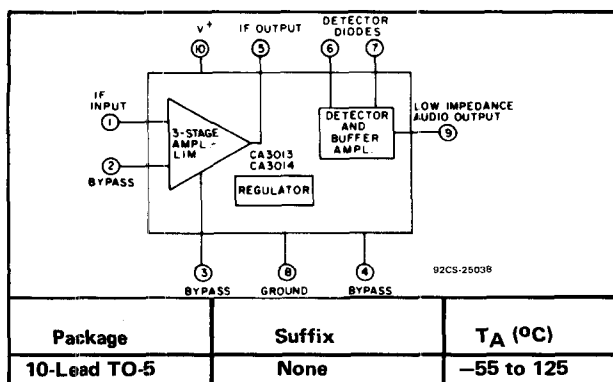 V+
10
IF OUTPUT
5
DETECTOR
DIODES
6
7
IF
INPUT
1
2
BYPASS
3-STAGE
AMPL-
LIM
CA3013
CA3014
REGULATOR
DETECTOR
AND
BUFFER
AMPL.
LOW IMPEDANCE
AUDIO OUTPUT
9
3
BYPASS
8
GROUND
4
BYPASS
92CS-25038
Package Suffix TA (°C)
10-Lead TO-5 None −55 to 125